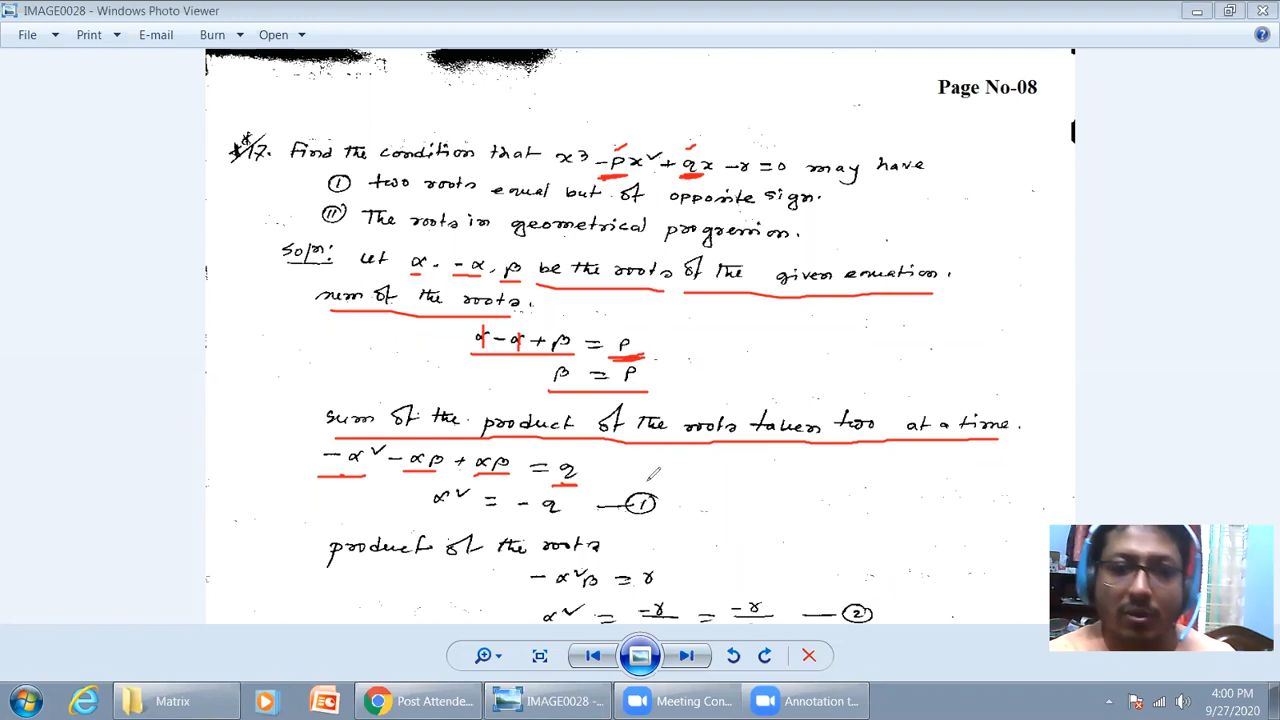 IMAGE0028 - Windows Photo Viewer
File Print E-mail Burn Open
Page No-08
17. Find the condition that x³ - px² + qx - r = 0 may have
(I) two roots equal but of opposite sign.
(II) The roots in geometrical progression.
Soln: Let α, -α, β be the roots of the given equation.
sum of the roots.
α - α + β = p
β = p
sum of the product of the roots taken two at a time.
-α² - αβ + αβ = q
α² = - q —(1)
product of the roots
- α²β = r
α² = -r = -r —(2)
Matrix Post Attende... IMAGE0028 -... Meeting Con... Annotation t...
4:00 PM
9/27/2020